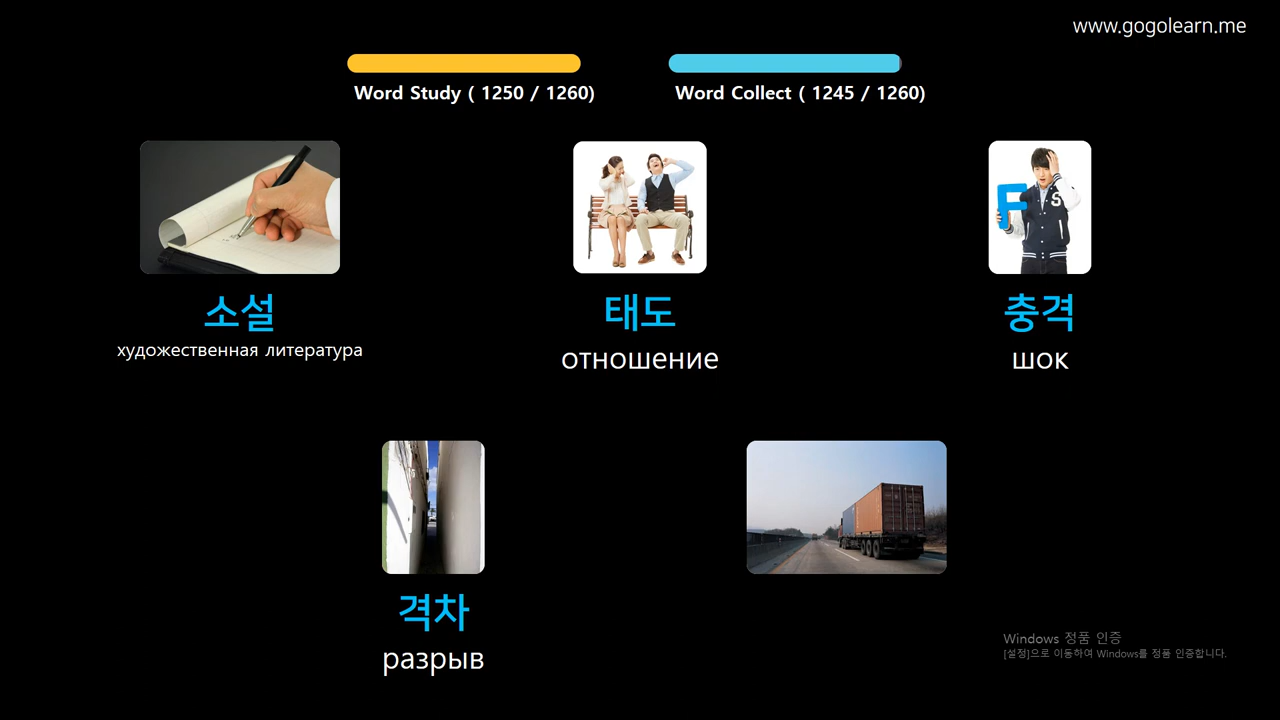 www.gogolearn.me
Word Study ( 1250 / 1260)
Word Collect ( 1245 / 1260)
소설
художественная литература
태도
отношение
충격
шок
격차
разрыв
Windows 정품 인증
[설정]으로 이동하여 Windows를 정품 인증합니다.